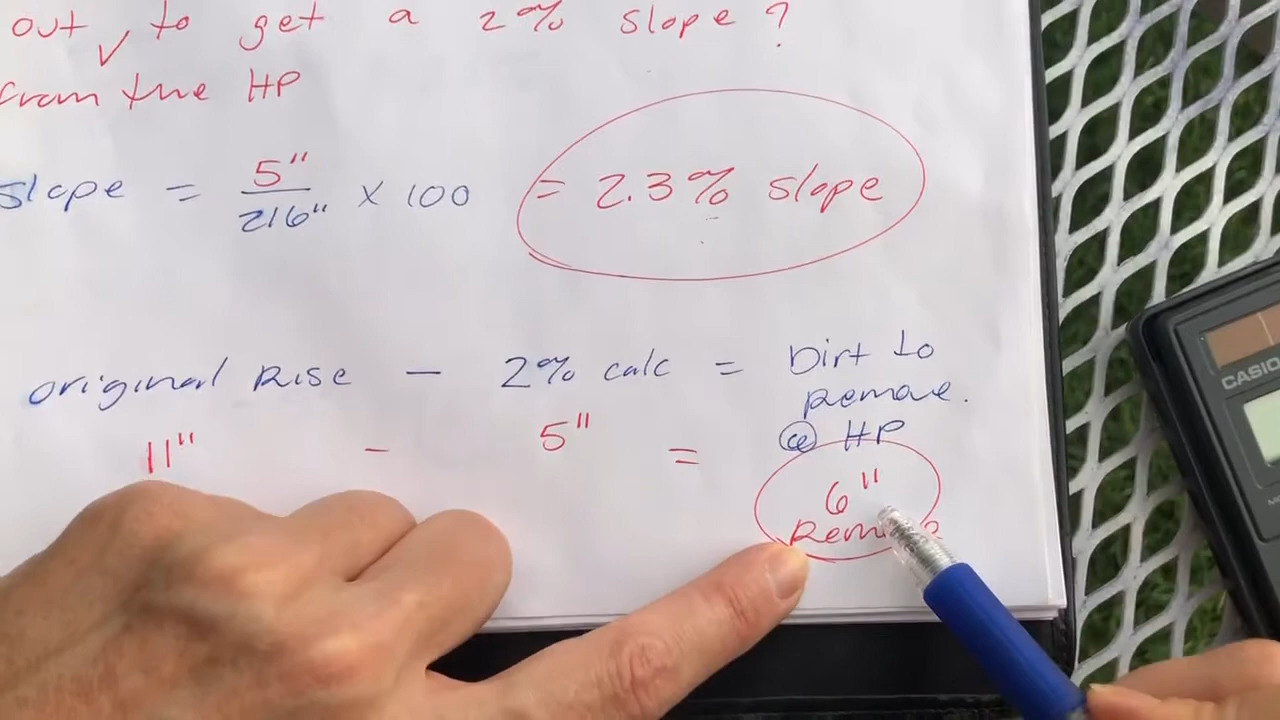 out ✓ to get a 2% slope?
from the HP
slope = 5"/216" x 100 = 2.3% slope
original Rise - 2% calc = Dirt to
remove.
@ HP
11" - 5" = 6"
CASIO